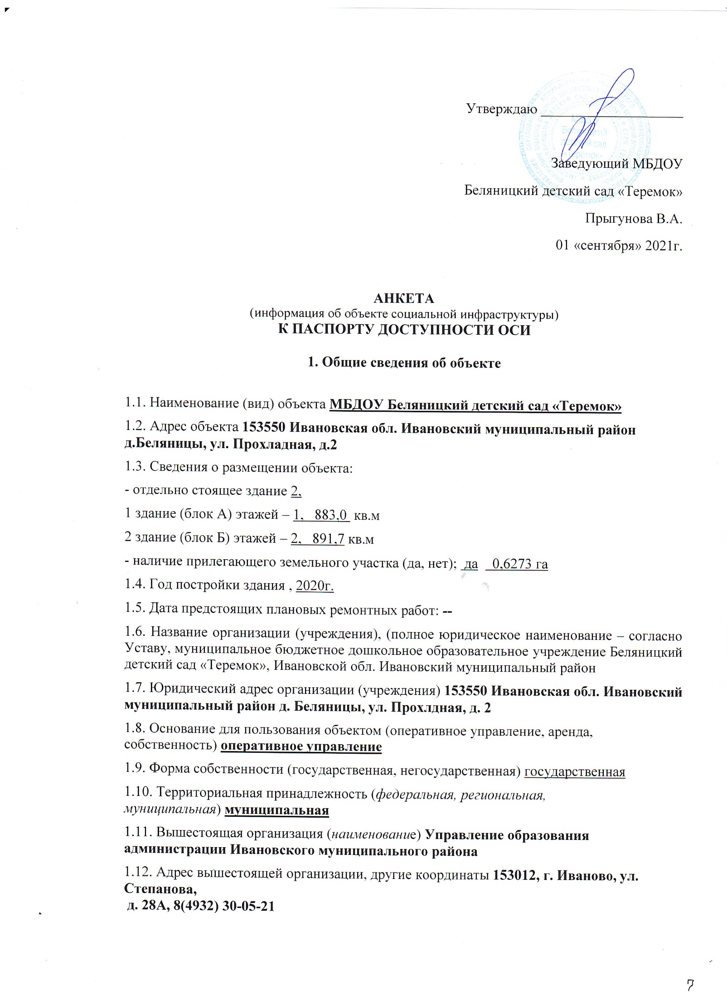 Утверждаю ____________________
МБДОУ
Беляницкий
детский сад
«Теремок»
Заведующий МБДОУ
Беляницкий детский сад «Теремок»
Прыгунова В.А.
01 «сентября» 2021г.
АНКЕТА
(информация об объекте социальной инфраструктуры)
К ПАСПОРТУ ДОСТУПНОСТИ ОСИ
1. Общие сведения об объекте
1.1. Наименование (вид) объекта МБДОУ Беляницкий детский сад «Теремок»
1.2. Адрес объекта 153550 Ивановская обл. Ивановский муниципальный район
д.Беляницы, ул. Прохладная, д.2
1.3. Сведения о размещении объекта:
- отдельно стоящее здание 2,
1 здание (блок А) этажей – 1, 883,0 кв.м
2 здание (блок Б) этажей – 2, 891,7 кв.м
- наличие прилегающего земельного участка (да, нет); да 0,6273 га
1.4. Год постройки здания , 2020г.
1.5. Дата предстоящих плановых ремонтных работ: --
1.6. Название организации (учреждения), (полное юридическое наименование – согласно
Уставу, муниципальное бюджетное дошкольное образовательное учреждение Беляницкий
детский сад «Теремок», Ивановской обл. Ивановский муниципальный район
1.7. Юридический адрес организации (учреждения) 153550 Ивановская обл. Ивановский
муниципальный район д. Беляницы, ул. Прохлдная, д. 2
1.8. Основание для пользования объектом (оперативное управление, аренда,
собственность) оперативное управление
1.9. Форма собственности (государственная, негосударственная) государственная
1.10. Территориальная принадлежность (федеральная, региональная,
муниципальная) муниципальная
1.11. Вышестоящая организация (наименование) Управление образования
администрации Ивановского муниципального района
1.12. Адрес вышестоящей организации, другие координаты 153012, г. Иваново, ул.
Степанова,
д. 28А, 8(4932) 30-05-21
7